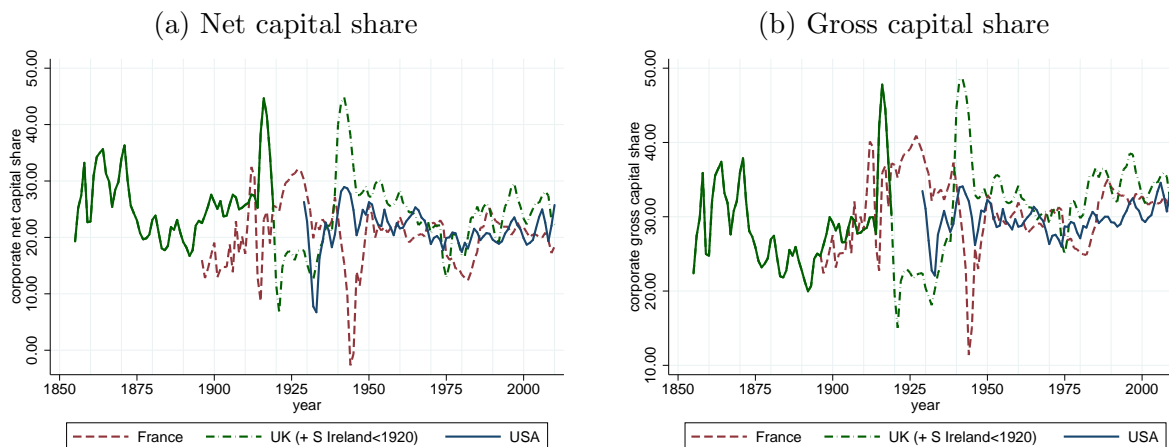 (a) Net capital share
corporate net capital share
50.00
40.00
30.00
20.00
10.00
0.00
1850 1875 1900 1925 1950 1975 2000
year
France UK (+ S Ireland<1920) USA
(b) Gross capital share
corporate gross capital share
50.00
40.00
30.00
20.00
10.00
1850 1875 1900 1925 1950 1975 2000
year
France UK (+ S Ireland<1920) USA